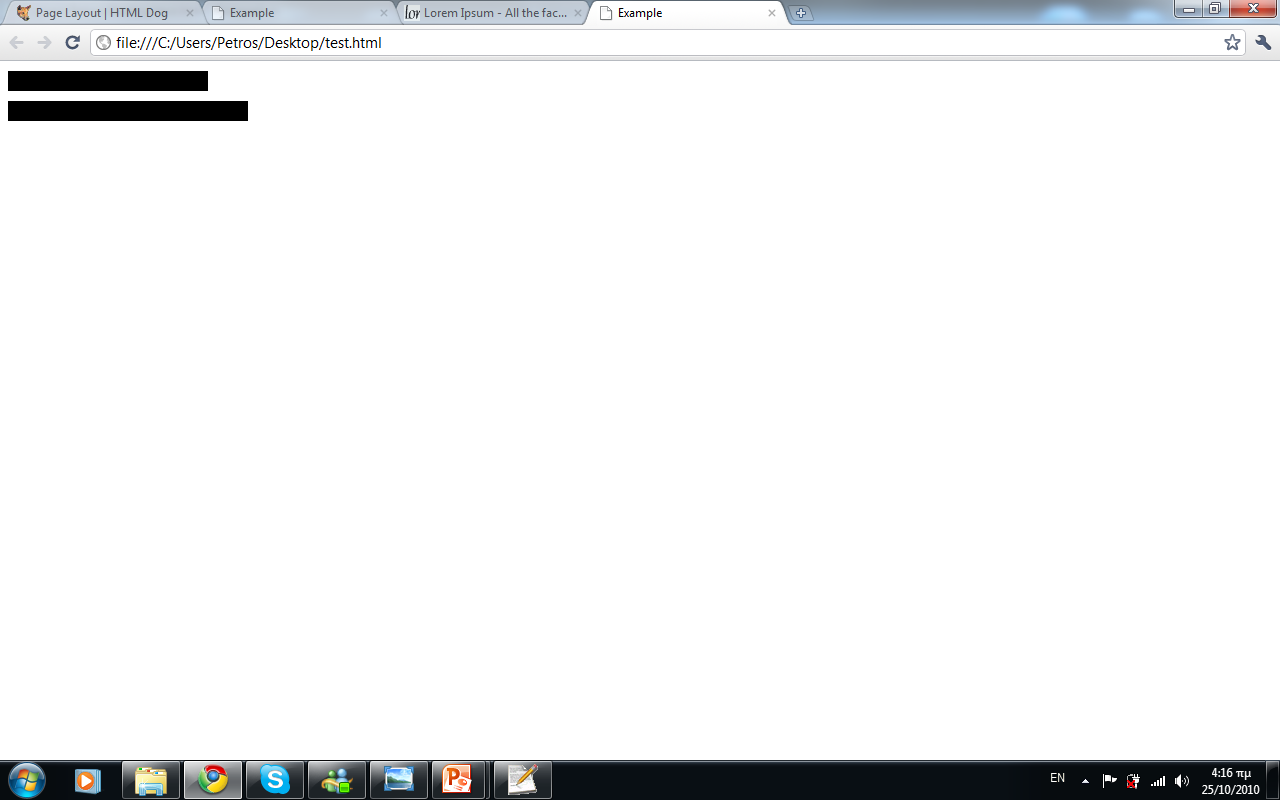 Page Layout | HTML Dog
Example
Lorem Ipsum - All the fac...
Example
file:///C:/Users/Petros/Desktop/test.html
EN
4:16 πμ
25/10/2010